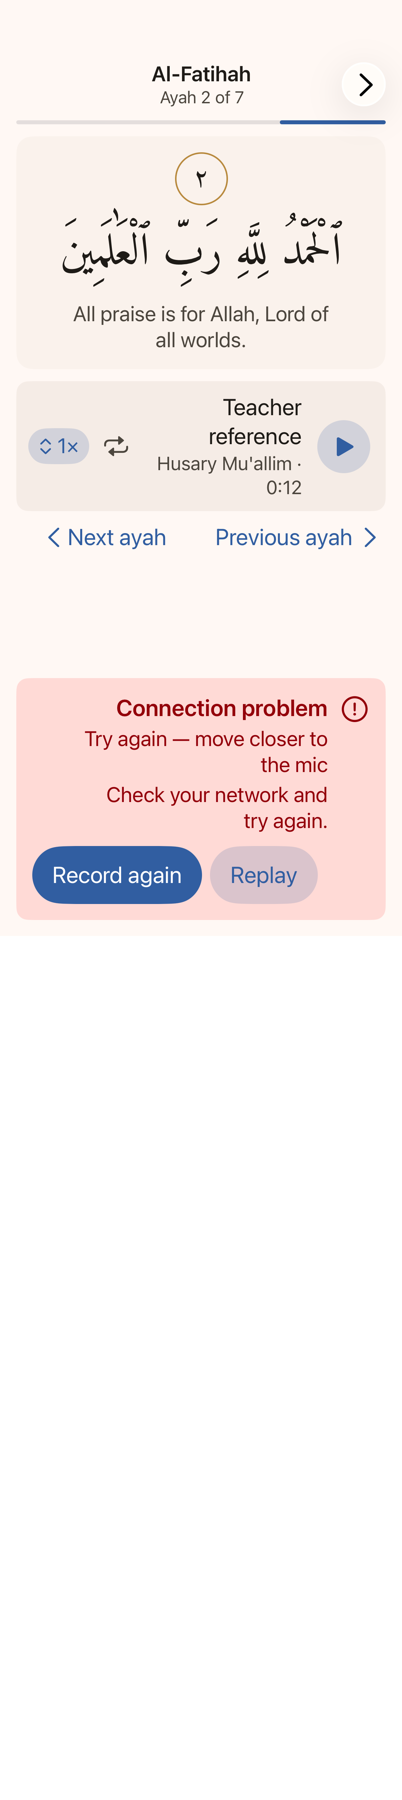 Al-Fatihah
Ayah 2 of 7
٢
ٱلْحَمْدُ لِلَّهِ رَبِّ ٱلْعَٰلَمِينَ
All praise is for Allah, Lord of
all worlds.
Teacher
reference
Husary Mu'allim ·
0:12
1×
Previous ayah
Next ayah
Connection problem
Try again — move closer to
the mic
Check your network and
try again.
Record again
Replay